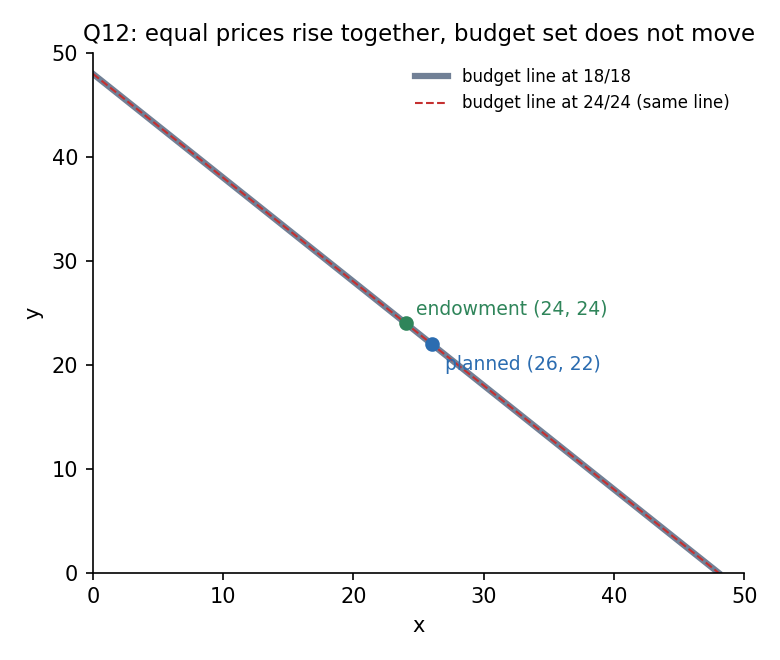 Q12: equal prices rise together, budget set does not move
budget line at 18/18
budget line at 24/24 (same line)
50
40
30
20
10
0
y
endowment (24, 24)
planned (26, 22)
0 10 20 30 40 50
x